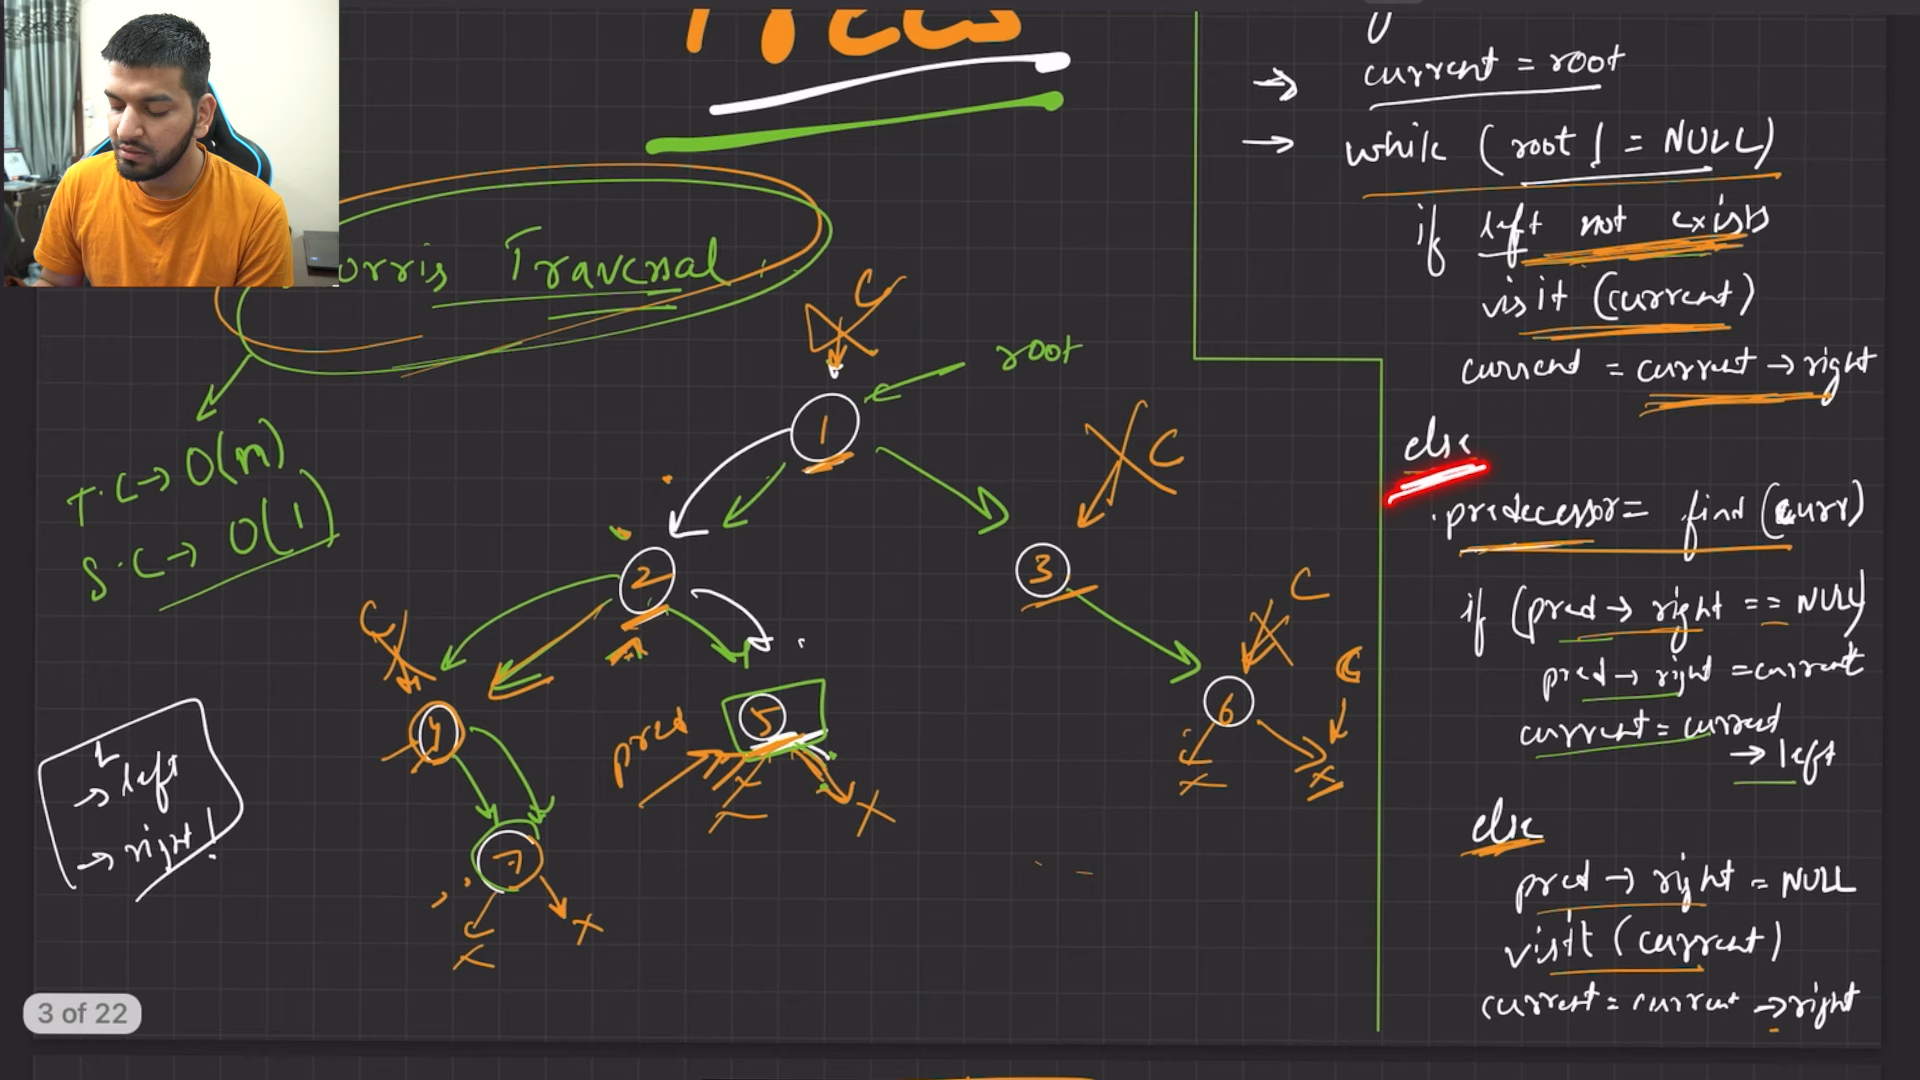 Trees
orris Traversal
T.C → O(n)
S.C → O(1)
C
root
1
C
2
3
C
C
C
4
5
6
pred
x
x
x
x
7
x
x
L
→ left
→ right!
3 of 22
→ current = root
→ while (root != NULL)
if left not exists
visit (current)
current = current → right
else
predecessor = find (curr)
if (pred → right == NULL)
pred → right = current
current = current
→ left
else
pred → right = NULL
visit (current)
current = current → right